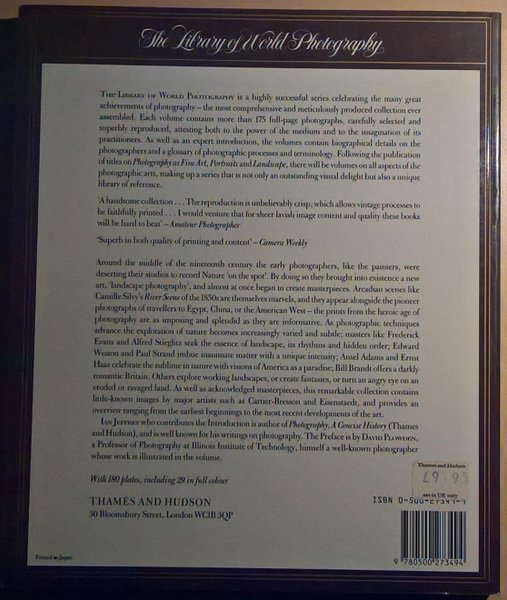 The Library of World Photography
THE LIBRARY OF WORLD PHOTOGRAPHY is a highly successful series celebrating the many great
achievements of photography – the most comprehensive and meticulously produced collection ever
assembled. Each volume contains more than 175 full-page photographs, carefully selected and
superbly reproduced, attesting both to the power of the medium and to the imagination of its
practitioners. As well as an expert introduction, the volumes contain biographical details on the
photographers and a glossary of photographic processes and terminology. Following the publication
of titles on Photography as Fine Art, Portraits and Landscape, there will be volumes on all aspects of the
photographic arts, making up a series that is not only an outstanding visual delight but also a unique
library of reference.
'A handsome collection . . . The reproduction is unbelievably crisp, which allows vintage processes to
be faithfully printed . . . I would venture that for sheer lavish image content and quality these books
will be hard to beat' – Amateur Photographer
'Superb in both quality of printing and content' – Camera Weekly
Around the middle of the nineteenth century the early photographers, like the painters, were
deserting their studios to record Nature 'on the spot'. By doing so they brought into existence a new
art, 'landscape photography', and almost at once began to create masterpieces. Arcadian scenes like
Camille Silvy's River Scene of the 1850s are themselves marvels, and they appear alongside the pioneer
photographs of travellers to Egypt, China, or the American West – the prints from the heroic age of
photography are as imposing and splendid as they are informative. As photographic techniques
advance the exploration of nature becomes increasingly varied and subtle; masters like Frederick
Evans and Alfred Stieglitz seek the essence of landscape, its rhythms and hidden order; Edward
Weston and Paul Strand imbue inanimate matter with a unique intensity; Ansel Adams and Ernst
Haas celebrate the sublime in nature with visions of America as a paradise; Bill Brandt offers a darkly
romantic Britain. Others explore working landscapes, or create fantasies, or turn an angry eye on an
eroded or ravaged land. As well as acknowledged masterpieces, this remarkable collection contains
little-known images by major artists such as Cartier-Bresson and Eisenstaedt, and provides an
overview ranging from the earliest beginnings to the most recent developments of the art.
IAN JEFFREY who contributes the Introduction is author of Photography, A Concise History (Thames
and Hudson), and is well known for his writings on photography. The Preface is by DAVID PLOWDEN,
a Professor of Photography at Illinois Institute of Technology, himself a well-known photographer
whose work is illustrated in the volume.
With 180 plates, including 29 in full colour
Thames and Hudson
£9.95
net in UK only
THAMES AND HUDSON
30 Bloomsbury Street, London WC1B 3QP
ISBN 0-500-27349-4
9 780500 273494
Printed in Japan